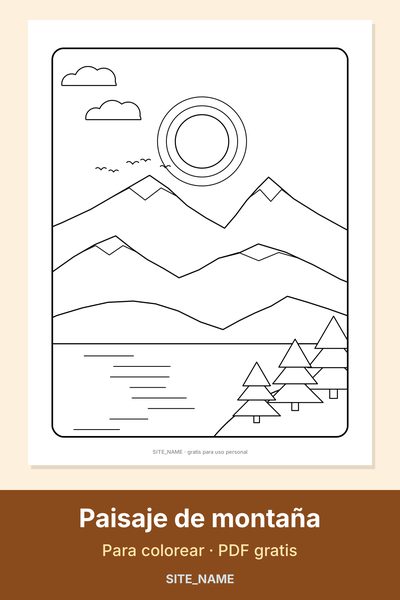 SITE_NAME · gratis para uso personal
Paisaje de montaña
Para colorear · PDF gratis
SITE_NAME